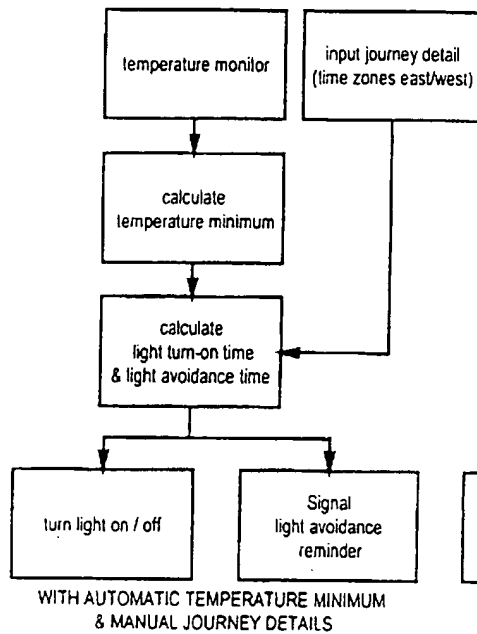 temperature monitor
input journey detail
(time zones east/west)
calculate
temperature minimum
calculate
light turn-on time
& light avoidance time
turn light on / off
Signal
light avoidance
reminder
WITH AUTOMATIC TEMPERATURE MINIMUM
& MANUAL JOURNEY DETAILS